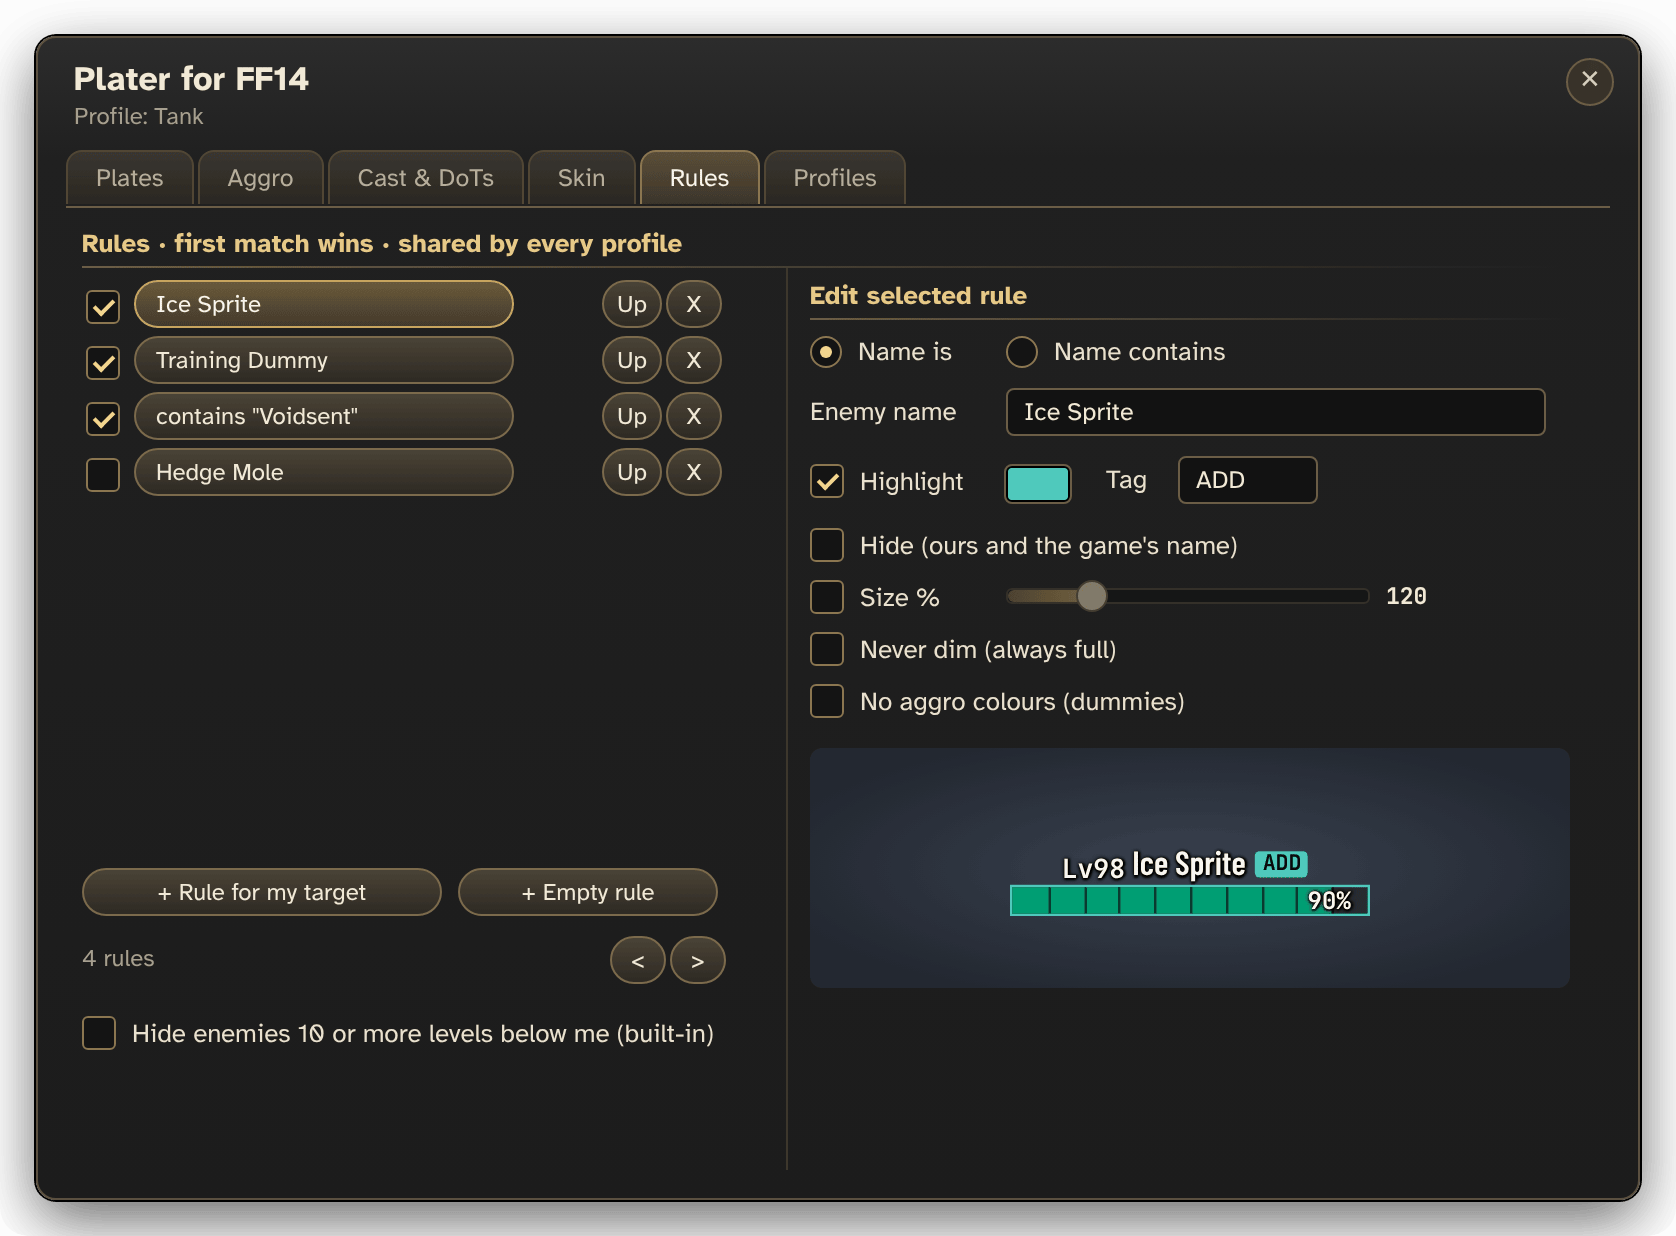 Plater for FF14
Profile: Tank
Plates Aggro Cast & DoTs Skin Rules Profiles
Rules · first match wins · shared by every profile
Ice Sprite Up X
Training Dummy Up X
contains "Voidsent" Up X
Hedge Mole Up X
+ Rule for my target + Empty rule
4 rules < >
Hide enemies 10 or more levels below me (built-in)
Edit selected rule
Name is Name contains
Enemy name Ice Sprite
Highlight Tag ADD
Hide (ours and the game's name)
Size % 120
Never dim (always full)
No aggro colours (dummies)
Lv98 Ice Sprite ADD
90%